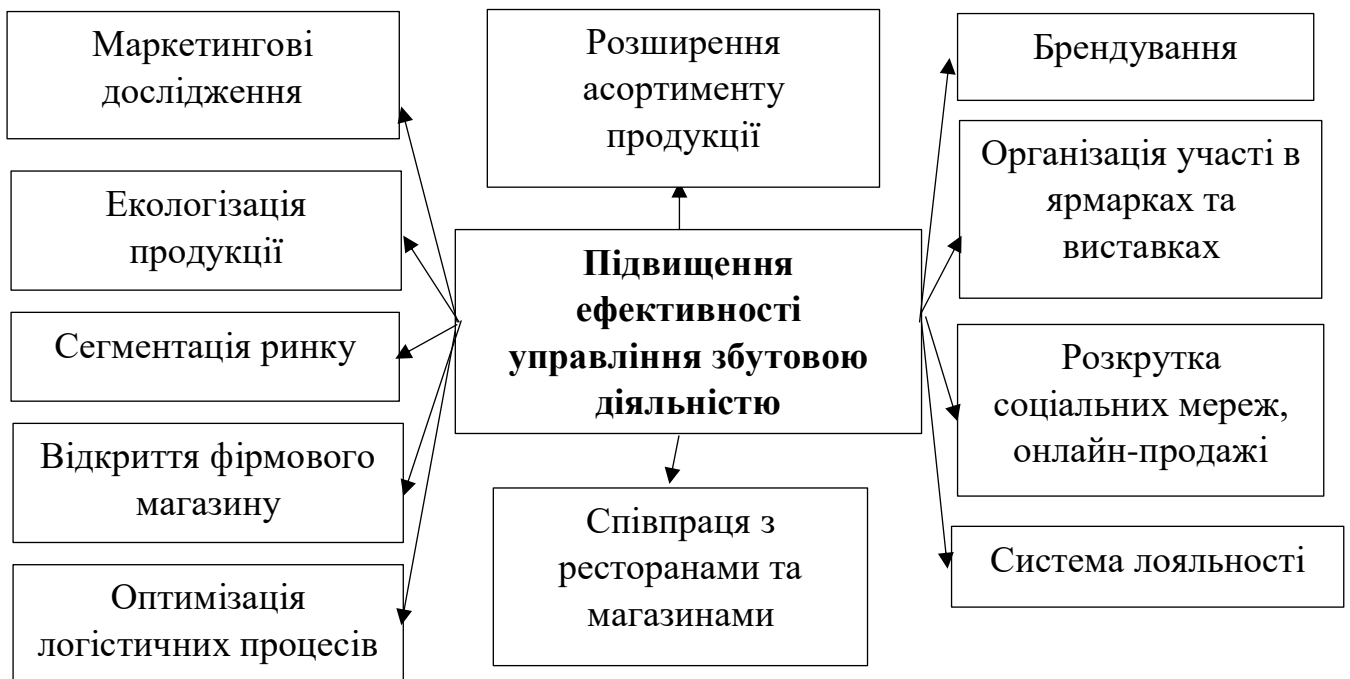 Маркетингові
дослідження
Екологізація
продукції
Сегментація ринку
Відкриття фірмового
магазину
Оптимізація
логістичних процесів
Розширення
асортименту
продукції
Підвищення
ефективності
управління збутовою
діяльністю
Співпраця з
ресторанами та
магазинами
Брендування
Організація участі в
ярмарках та
виставках
Розкрутка
соціальних мереж,
онлайн-продажі
Система лояльності